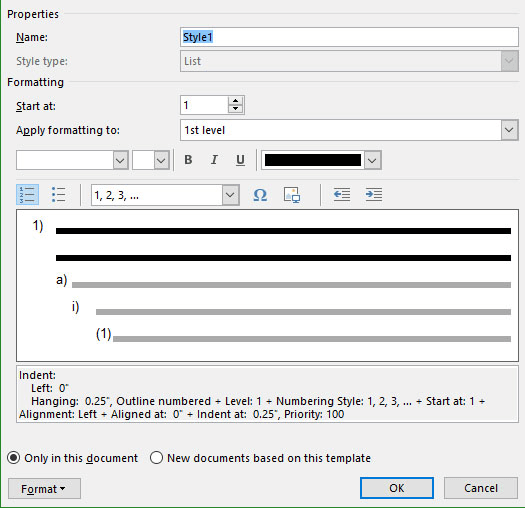 Properties
Name: Style1
Style type: List
Formatting
Start at: 1
Apply formatting to: 1st level
B I U
1, 2, 3, ... Ω
1)
a)
i)
(1)
Indent:
Left: 0"
Hanging: 0.25", Outline numbered + Level: 1 + Numbering Style: 1, 2, 3, ... + Start at: 1 +
Alignment: Left + Aligned at: 0" + Indent at: 0.25", Priority: 100
Only in this document New documents based on this template
Format OK Cancel